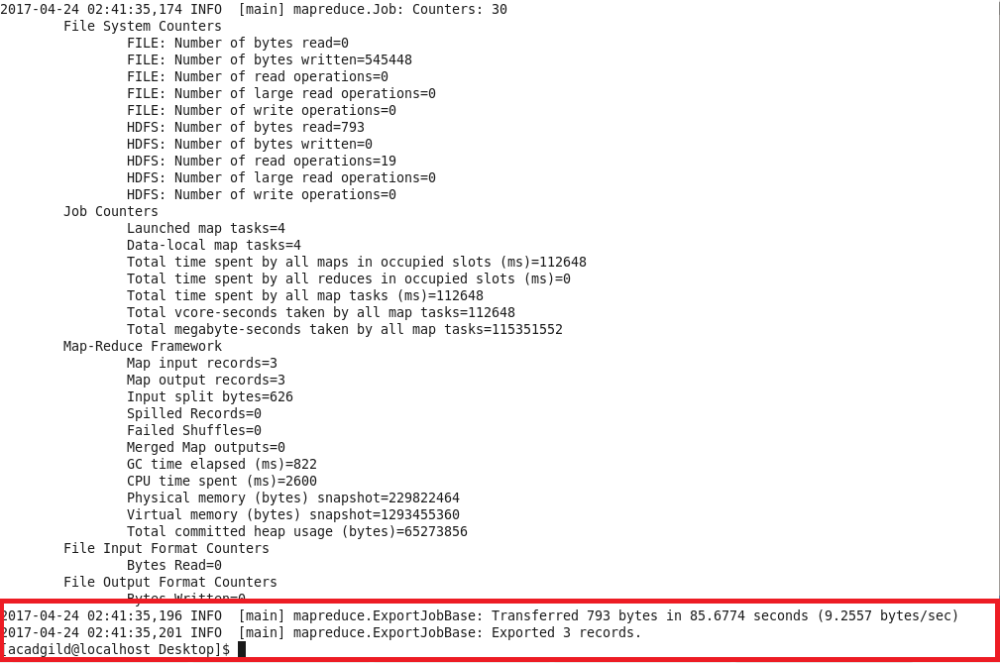 2017-04-24 02:41:35,174 INFO  [main] mapreduce.Job: Counters: 30
File System Counters
FILE: Number of bytes read=0
FILE: Number of bytes written=545448
FILE: Number of read operations=0
FILE: Number of large read operations=0
FILE: Number of write operations=0
HDFS: Number of bytes read=793
HDFS: Number of bytes written=0
HDFS: Number of read operations=19
HDFS: Number of large read operations=0
HDFS: Number of write operations=0
Job Counters
Launched map tasks=4
Data-local map tasks=4
Total time spent by all maps in occupied slots (ms)=112648
Total time spent by all reduces in occupied slots (ms)=0
Total time spent by all map tasks (ms)=112648
Total vcore-seconds taken by all map tasks=112648
Total megabyte-seconds taken by all map tasks=115351552
Map-Reduce Framework
Map input records=3
Map output records=3
Input split bytes=626
Spilled Records=0
Failed Shuffles=0
Merged Map outputs=0
GC time elapsed (ms)=822
CPU time spent (ms)=2600
Physical memory (bytes) snapshot=229822464
Virtual memory (bytes) snapshot=1293455360
Total committed heap usage (bytes)=65273856
File Input Format Counters
Bytes Read=0
File Output Format Counters
Bytes Written=0
2017-04-24 02:41:35,196 INFO  [main] mapreduce.ExportJobBase: Transferred 793 bytes in 85.6774 seconds (9.2557 bytes/sec)
2017-04-24 02:41:35,201 INFO  [main] mapreduce.ExportJobBase: Exported 3 records.
[acadgild@localhost Desktop]$